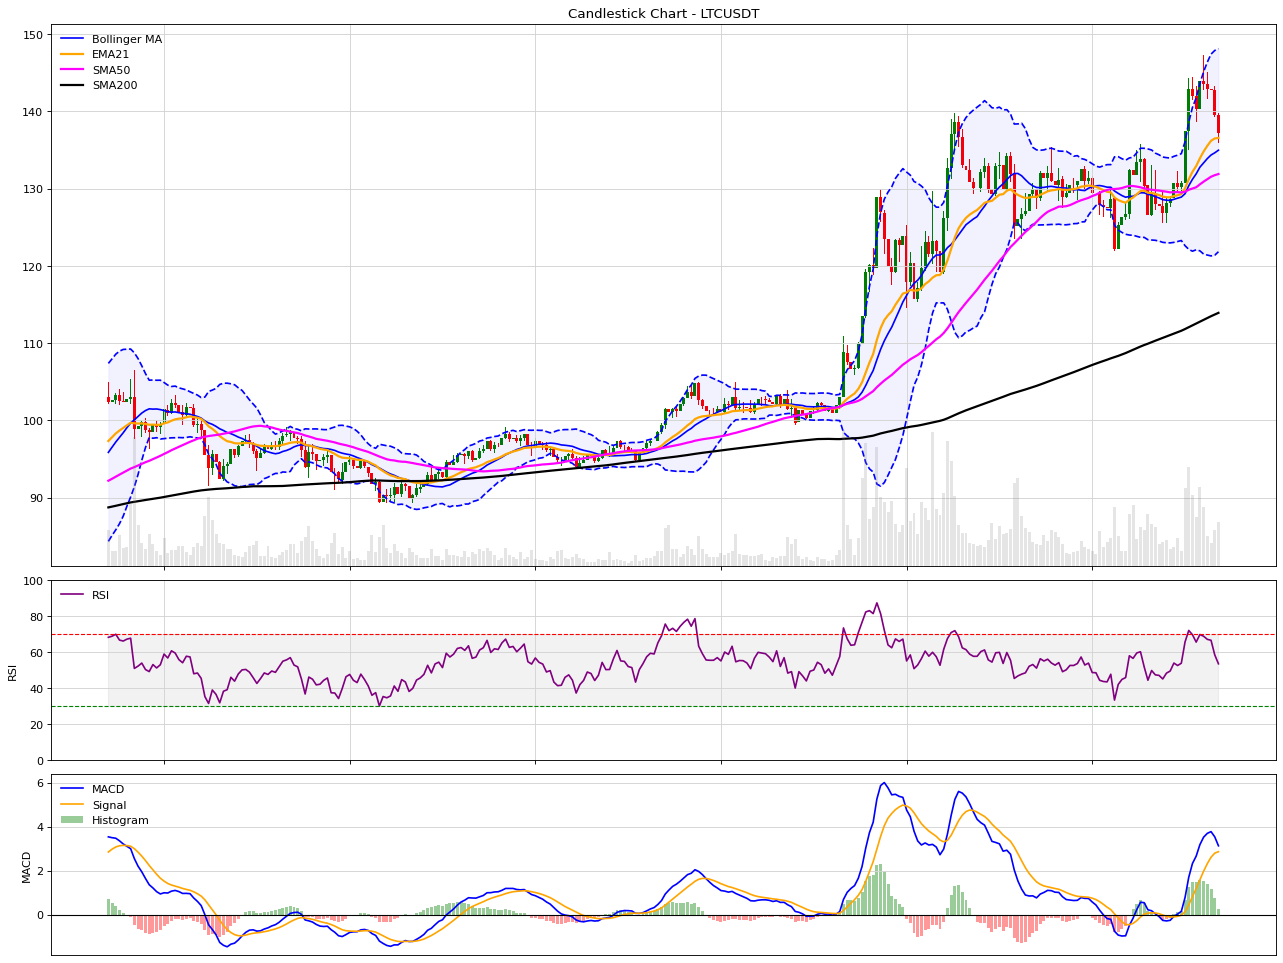 Candlestick Chart - LTCUSDT
Bollinger MA
EMA21
SMA50
SMA200
150
140
130
120
110
100
90
RSI
100
80
60
40
20
0
RSI
MACD
Signal
Histogram
6
4
2
0
MACD